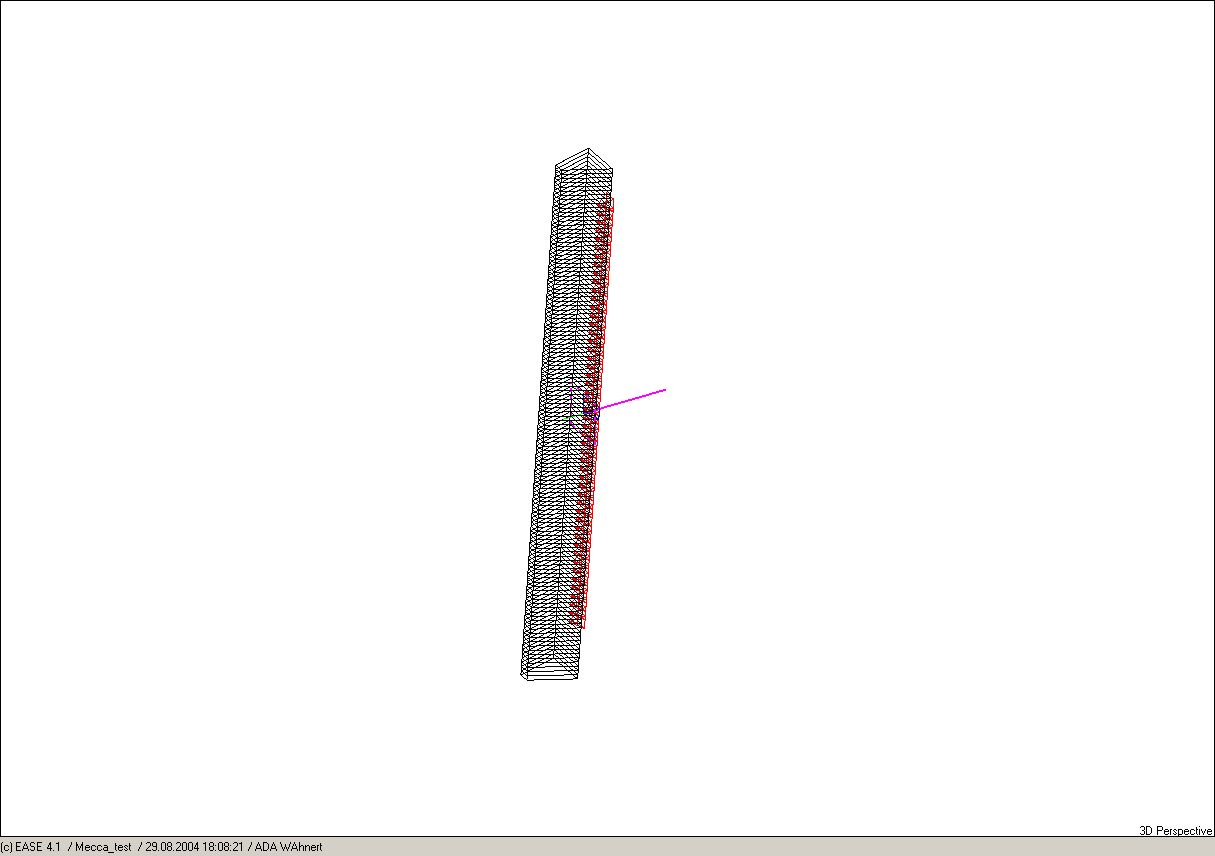 3D Perspective
(c) EASE 4.1 / Mecca_test / 29.08.2004 18:08:21 / ADA WAhnert